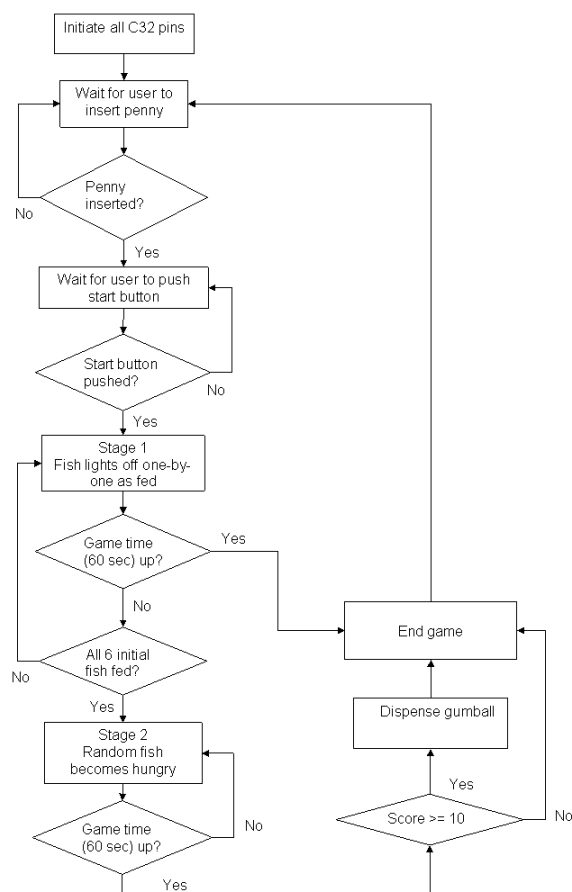 Initiate all C32 pins
Wait for user to
insert penny
Penny
inserted?
No
Yes
Wait for user to push
start button
Start button
pushed?
No
Yes
Stage 1
Fish lights off one-by-
one as fed
Game time
(60 sec) up?
Yes
No
End game
All 6 initial
fish fed?
No
Yes
Dispense gumball
Stage 2
Random fish
becomes hungry
Yes
Game time
(60 sec) up?
No
Score >= 10
No
Yes